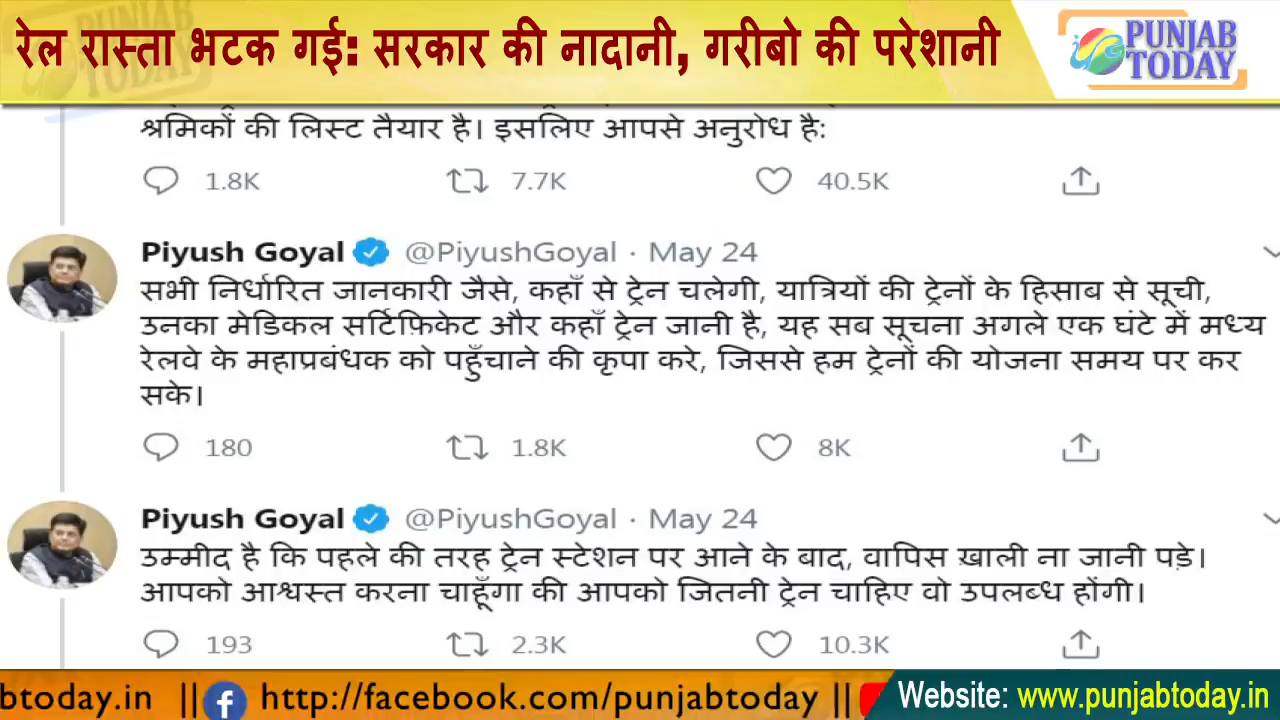 रेल रास्ता भटक गई: सरकार की नादानी, गरीबो की परेशानी
PUNJAB
TODAY
श्रमिकों की लिस्ट तैयार है। इसलिए आपसे अनुरोध है:
1.8K 7.7K 40.5K
Piyush Goyal @PiyushGoyal · May 24
सभी निर्धारित जानकारी जैसे, कहाँ से ट्रेन चलेगी, यात्रियों की ट्रेनों के हिसाब से सूची,
उनका मेडिकल सर्टिफ़िकेट और कहाँ ट्रेन जानी है, यह सब सूचना अगले एक घंटे में मध्य
रेलवे के महाप्रबंधक को पहुँचाने की कृपा करे, जिससे हम ट्रेनों की योजना समय पर कर
सके।
180 1.8K 8K
Piyush Goyal @PiyushGoyal · May 24
उम्मीद है कि पहले की तरह ट्रेन स्टेशन पर आने के बाद, वापिस ख़ाली ना जानी पड़े।
आपको आश्वस्त करना चाहूँगा की आपको जितनी ट्रेन चाहिए वो उपलब्ध होंगी।
193 2.3K 10.3K
btoday.in || http://facebook.com/punjabtoday || Website: www.punjabtoday.in